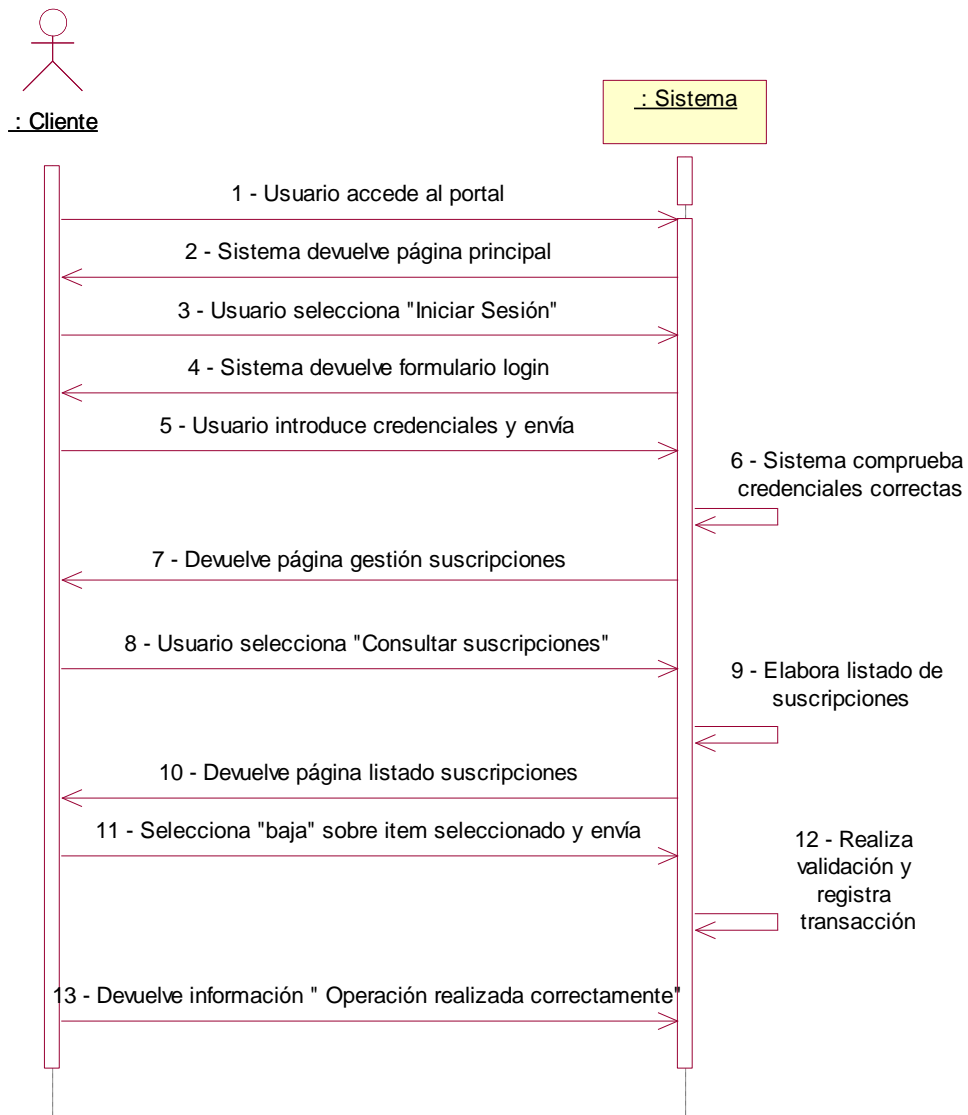 : Cliente
: Sistema
1 - Usuario accede al portal
2 - Sistema devuelve página principal
3 - Usuario selecciona "Iniciar Sesión"
4 - Sistema devuelve formulario login
5 - Usuario introduce credenciales y envía
6 - Sistema comprueba
credenciales correctas
7 - Devuelve página gestión suscripciones
8 - Usuario selecciona "Consultar suscripciones"
9 - Elabora listado de
suscripciones
10 - Devuelve página listado suscripciones
11 - Selecciona "baja" sobre item seleccionado y envía
12 - Realiza
validación y
registra
transacción
13 - Devuelve información " Operación realizada correctamente"